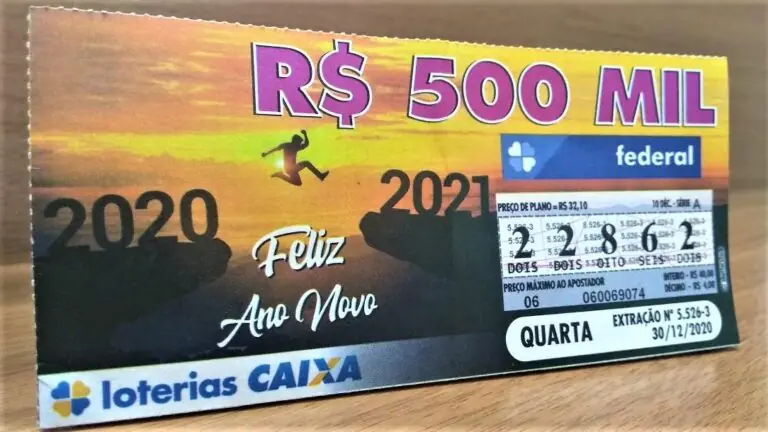 R$ 500 MIL
federal
2020
2021
Feliz
Ano Novo
PREÇO DE PLANO = R$ 32,10
10 DÉC. - SÉRIE A
2 2 8 6 2
DOIS DOIS OITO SEIS DOIS
PREÇO MÁXIMO AO APOSTADOR
INTEIRO - R$ 40,00
DÉCIMO - R$ 4,00
06 060069074
QUARTA
EXTRAÇÃO Nº 5.526-3
30/12/2020
loterias CAIXA